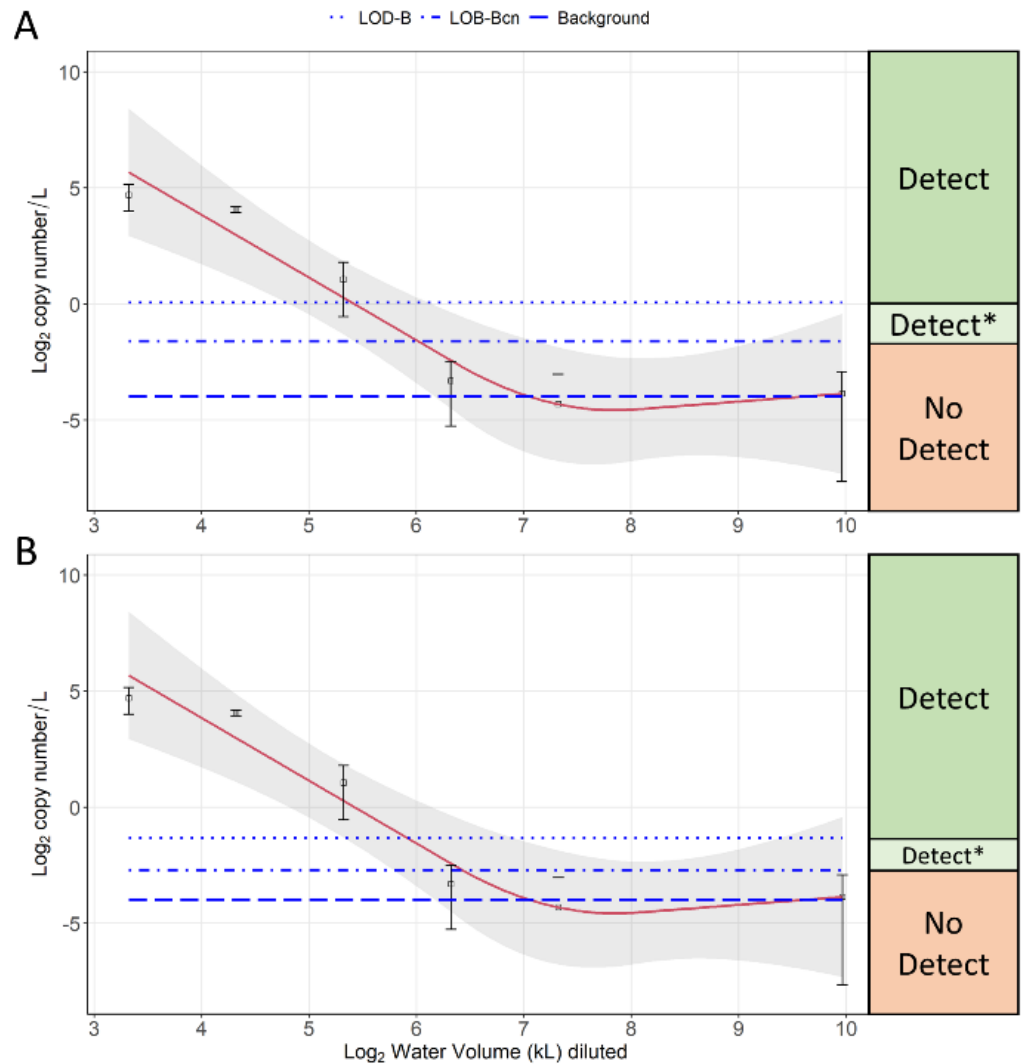 A
LOD-B LOB-Bcn Background
10
5
0
-5
Log₂ copy number/L
3 4 5 6 7 8 9 10
Detect
Detect*
No
Detect
B
10
5
0
-5
Log₂ copy number/L
3 4 5 6 7 8 9 10
Log₂ Water Volume (kL) diluted
Detect
Detect*
No
Detect